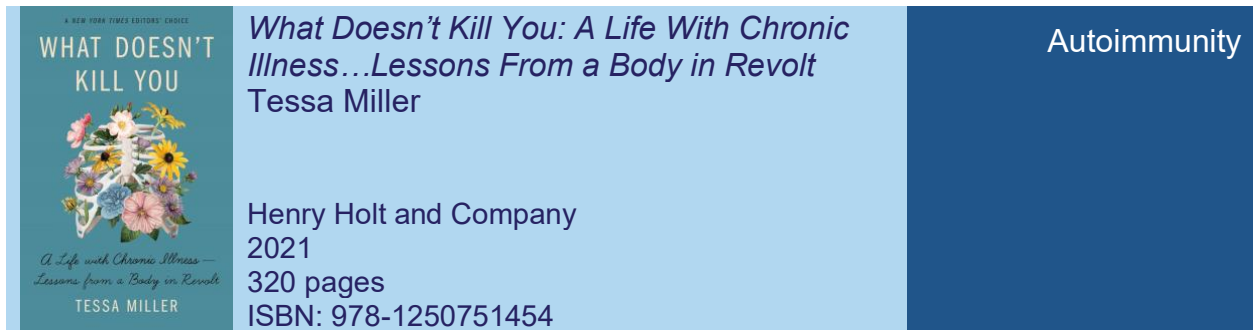 A NEW YORK TIMES EDITORS' CHOICE
WHAT DOESN'T
KILL YOU
A Life with Chronic Illness—
Lessons from a Body in Revolt
TESSA MILLER
What Doesn’t Kill You: A Life With Chronic
Illness…Lessons From a Body in Revolt
Tessa Miller
Henry Holt and Company
2021
320 pages
ISBN: 978-1250751454
Autoimmunity